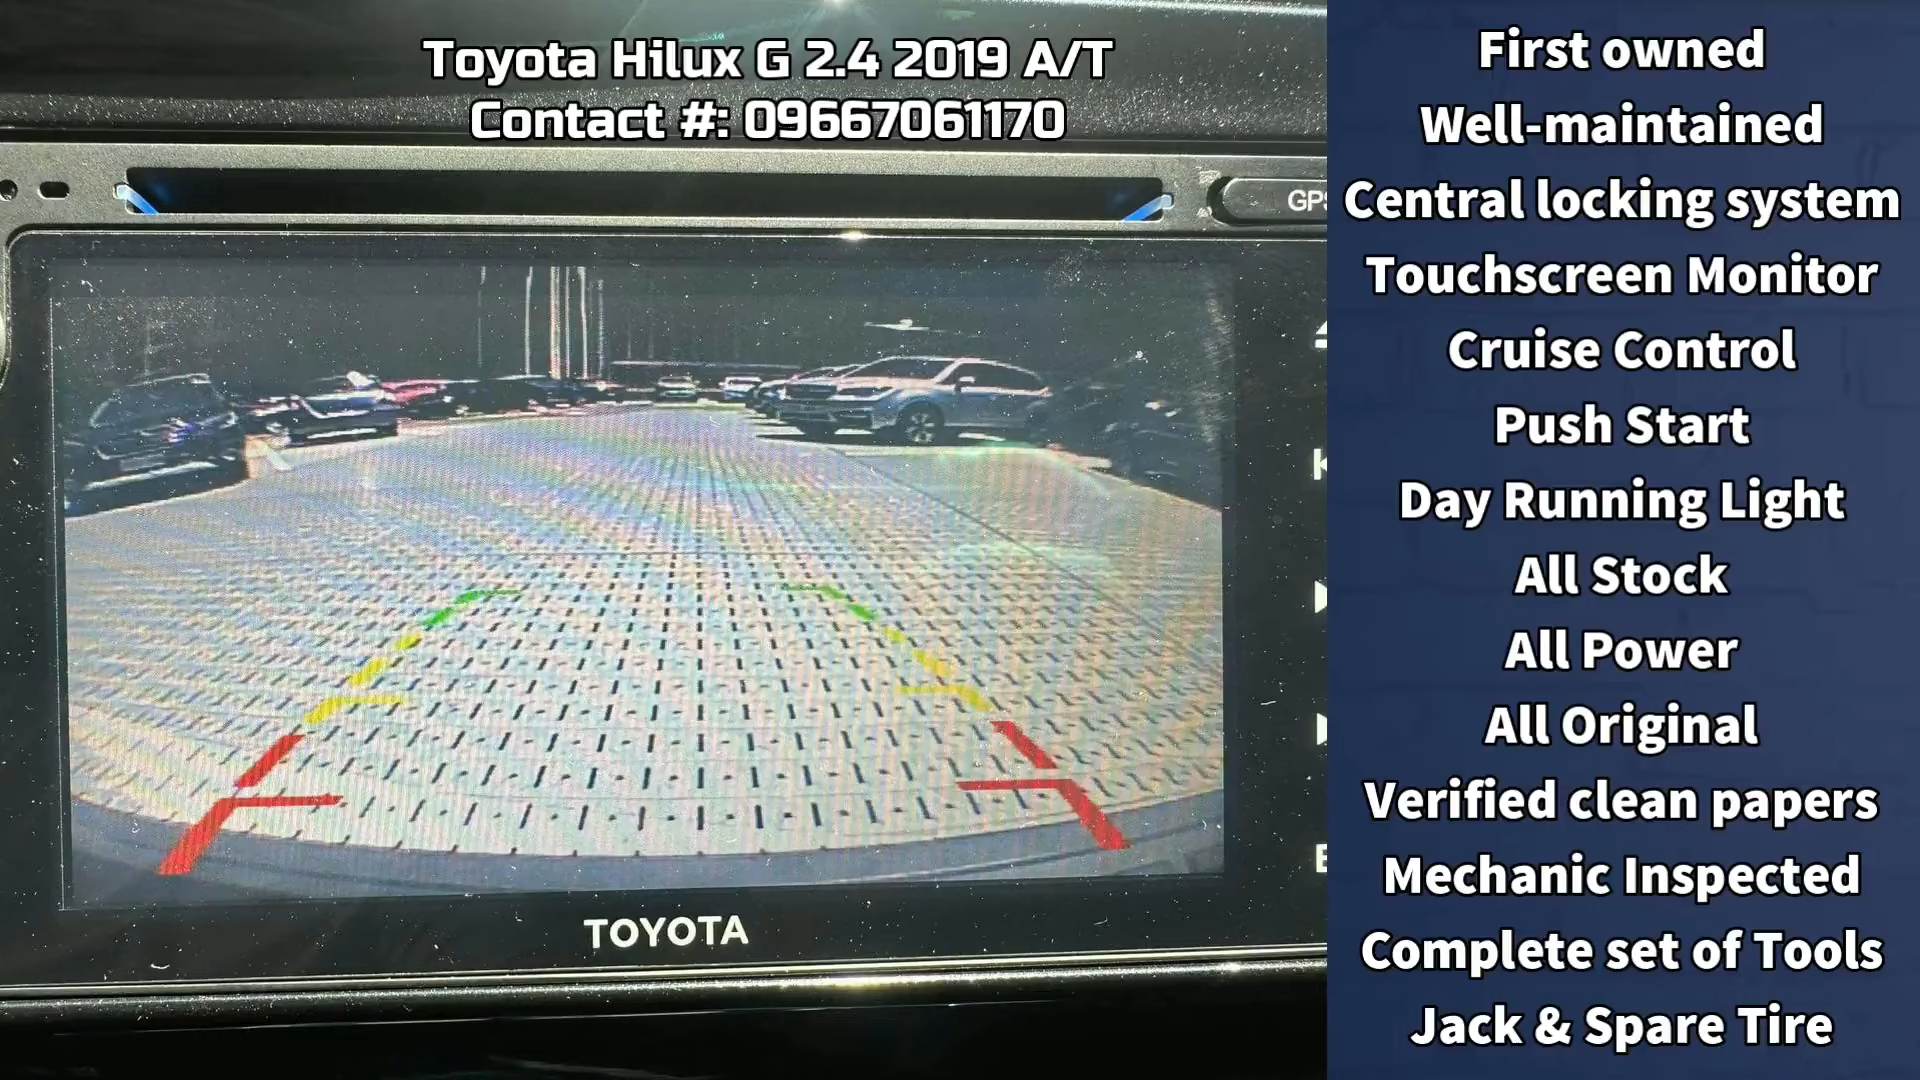 Toyota Hilux G 2.4 2019 A/T
Contact #: 09667061170
TOYOTA
First owned
Well-maintained
Central locking system
Touchscreen Monitor
Cruise Control
Push Start
Day Running Light
All Stock
All Power
All Original
Verified clean papers
Mechanic Inspected
Complete set of Tools
Jack & Spare Tire